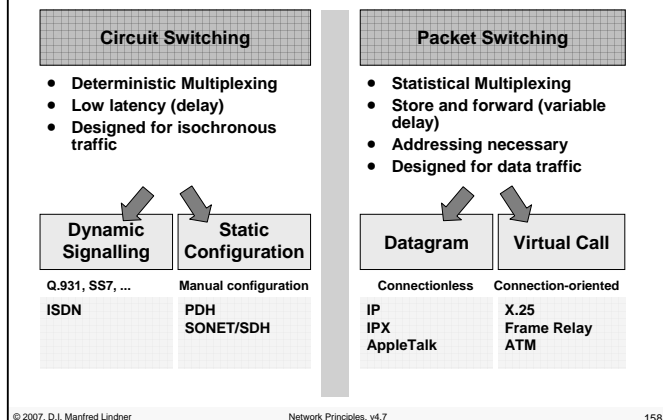 Circuit Switching
• Deterministic Multiplexing
• Low latency (delay)
• Designed for isochronous
traffic
Dynamic
Signalling
Static
Configuration
Q.931, SS7, ...
Manual configuration
ISDN
PDH
SONET/SDH
Packet Switching
• Statistical Multiplexing
• Store and forward (variable
delay)
• Addressing necessary
• Designed for data traffic
Datagram
Virtual Call
Connectionless
Connection-oriented
IP
IPX
AppleTalk
X.25
Frame Relay
ATM
© 2007, D.I. Manfred Lindner
Network Principles, v4.7
158